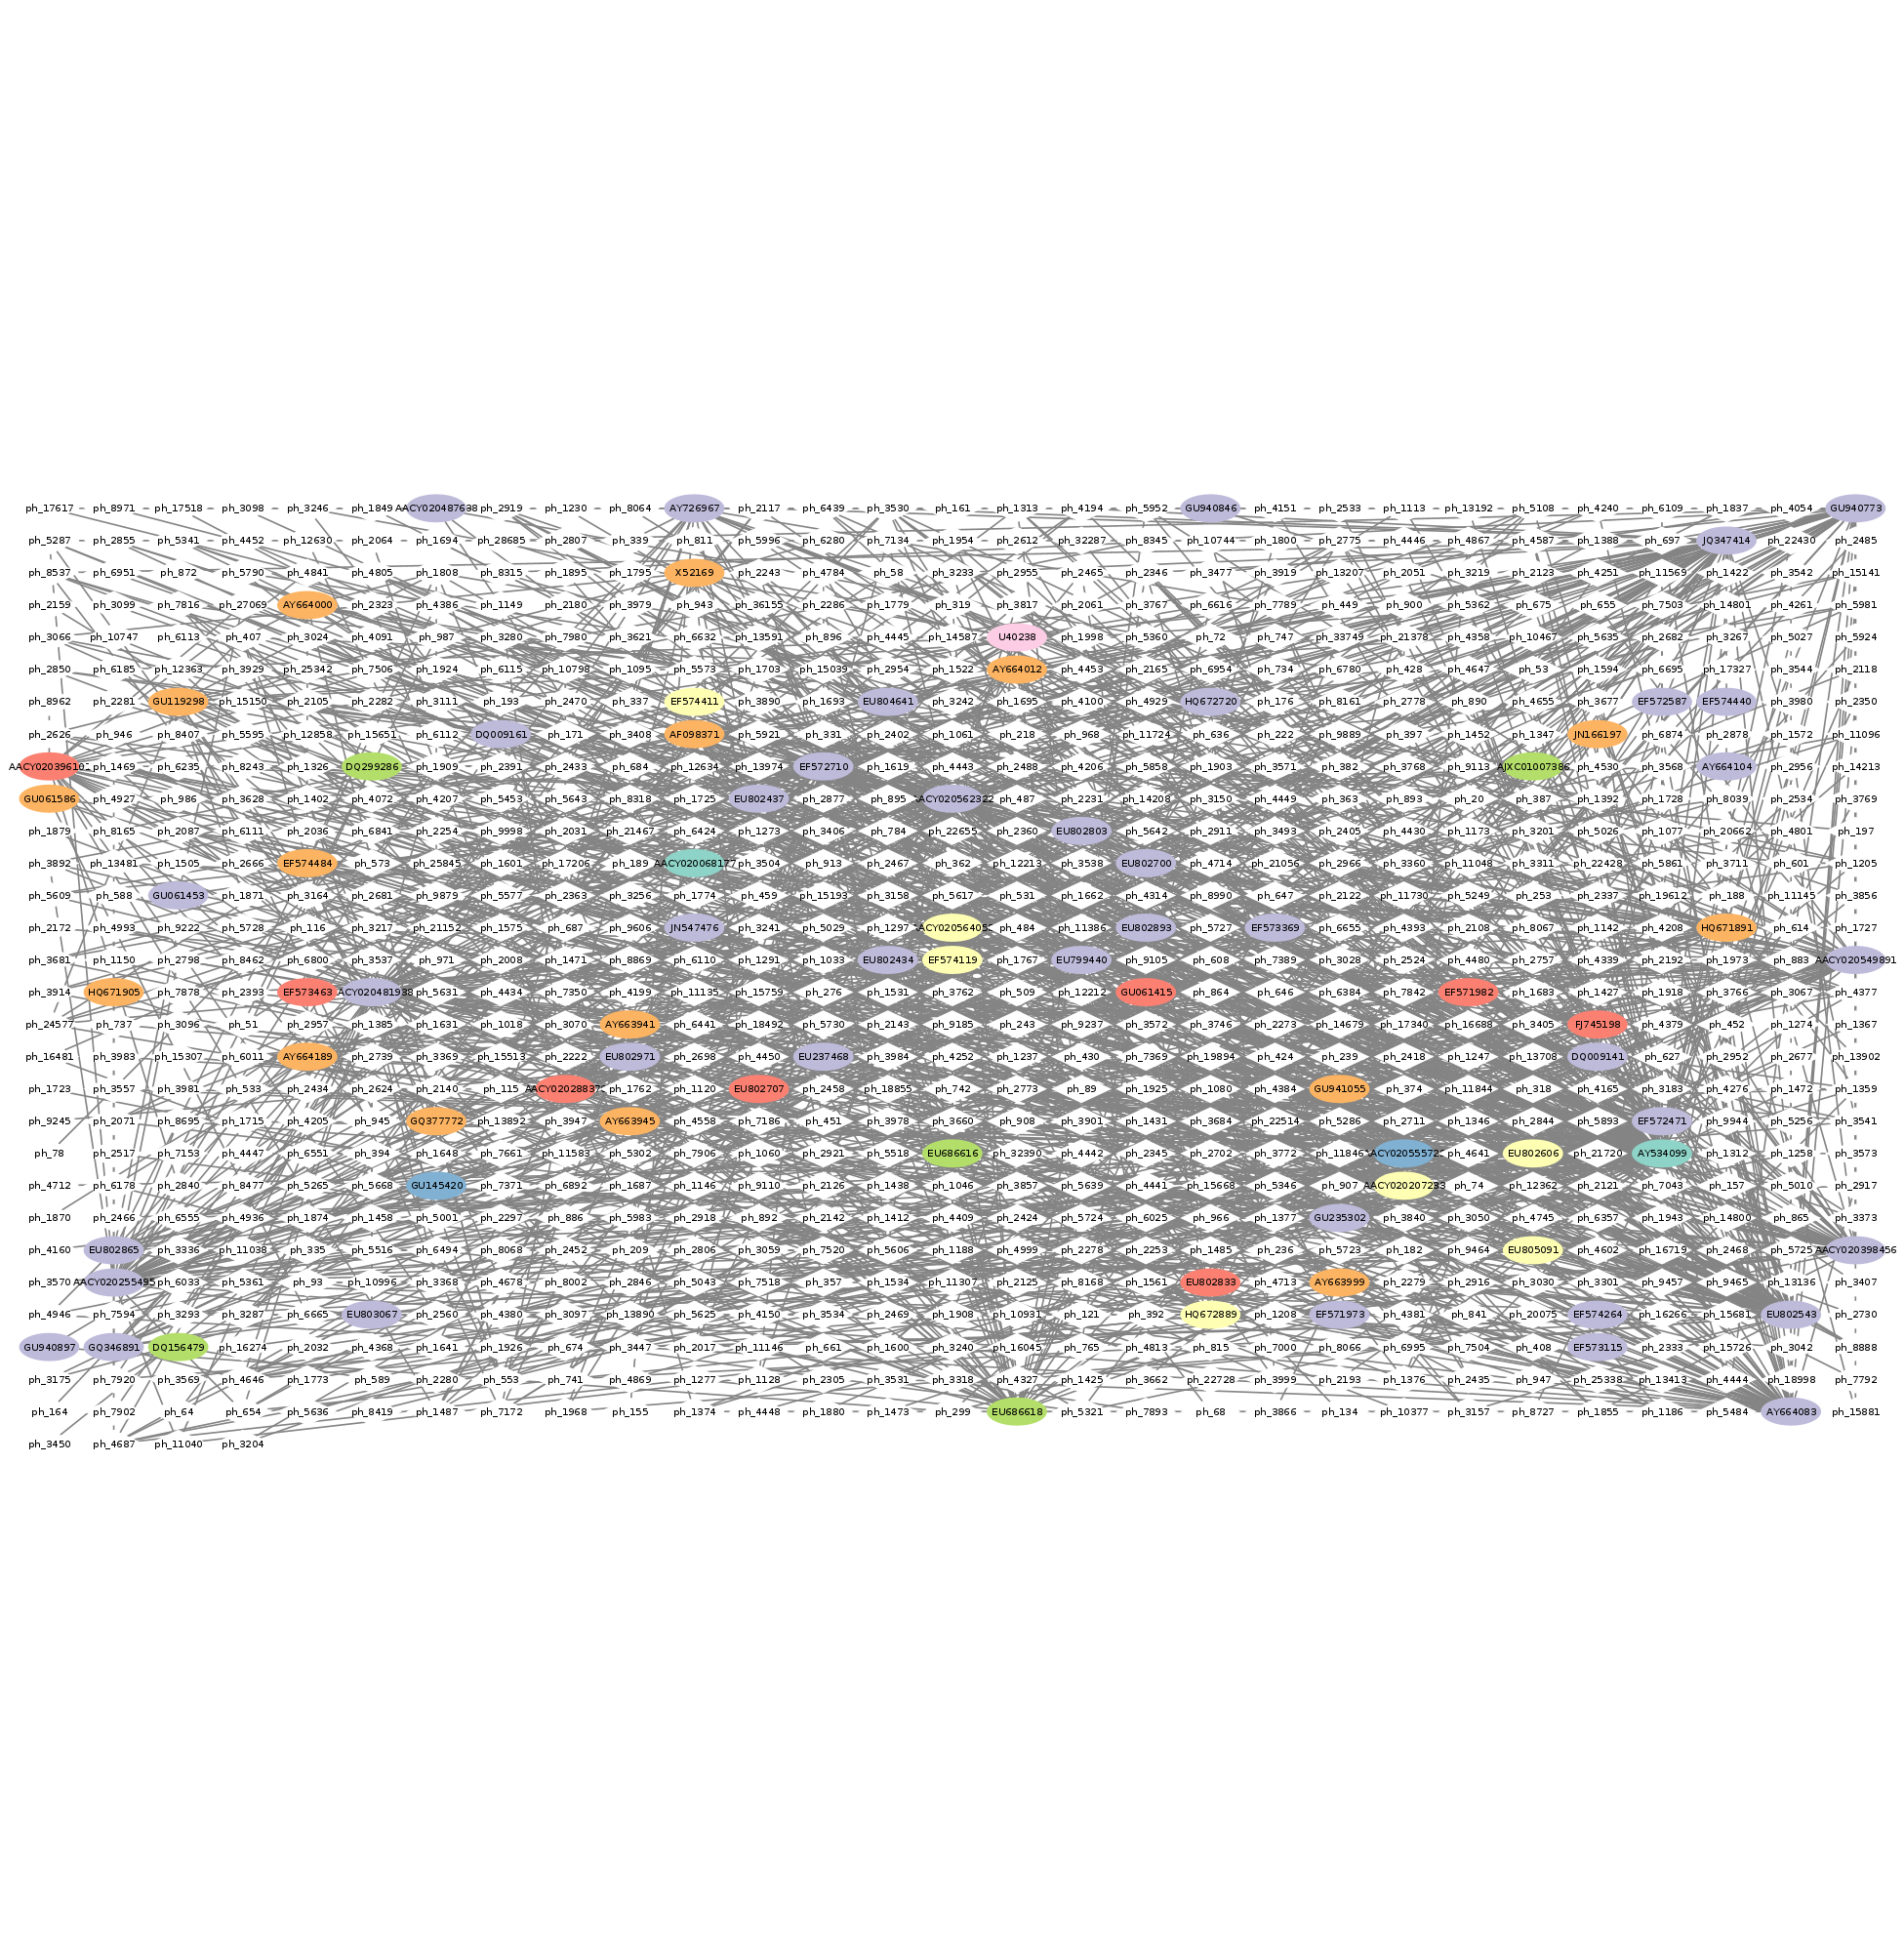 ph_17617 ph_8971 ph_17518 ph_3098 ph_3246 ph_1849 AACY020487638 ph_2919 ph_1230 ph_8064 AY726967 ph_2117 ph_6439 ph_3530 ph_161 ph_1313 ph_4194 ph_5952 GU940846 ph_4151 ph_2533 ph_1113 ph_13192 ph_5108 ph_4240 ph_6109 ph_1837 ph_4054 GU940773
ph_5287 ph_2855 ph_5341 ph_4452 ph_12630 ph_2064 ph_1694 ph_28685 ph_2807 ph_339 ph_811 ph_5996 ph_6280 ph_7134 ph_1954 ph_2612 ph_32287 ph_8345 ph_10744 ph_1800 ph_2775 ph_4446 ph_4867 ph_4587 ph_1388 ph_697 JQ347414 ph_22430 ph_2485
ph_8537 ph_6951 ph_872 ph_5790 ph_4841 ph_4805 ph_1808 ph_8315 ph_1895 ph_1795 X52169 ph_2243 ph_4784 ph_58 ph_3233 ph_2955 ph_2465 ph_2346 ph_3477 ph_3919 ph_13207 ph_2051 ph_3219 ph_2123 ph_4251 ph_11569 ph_1422 ph_3542 ph_15141
ph_2159 ph_3099 ph_7816 ph_27069 AY664000 ph_2323 ph_4386 ph_1149 ph_2180 ph_3979 ph_943 ph_36155 ph_2286 ph_1779 ph_319 ph_3817 ph_2061 ph_3767 ph_6616 ph_7789 ph_449 ph_900 ph_5362 ph_675 ph_655 ph_7503 ph_14801 ph_4261 ph_5981
ph_3066 ph_10747 ph_6113 ph_407 ph_3024 ph_4091 ph_987 ph_3280 ph_7980 ph_3621 ph_6632 ph_13591 ph_896 ph_4445 ph_14587 U40238 ph_1998 ph_5360 ph_72 ph_747 ph_33749 ph_21378 ph_4358 ph_10467 ph_5635 ph_2682 ph_3267 ph_5027 ph_5924
ph_2850 ph_6185 ph_12363 ph_3929 ph_25342 ph_7506 ph_1924 ph_6115 ph_10798 ph_1095 ph_5573 ph_1703 ph_15039 ph_2954 ph_1522 AY664012 ph_4453 ph_2165 ph_6954 ph_734 ph_6780 ph_428 ph_4647 ph_53 ph_1594 ph_6695 ph_17327 ph_3544 ph_2118
ph_8962 ph_2281 GU119298 ph_15150 ph_2105 ph_2282 ph_3111 ph_193 ph_2470 ph_337 EF574411 ph_3890 ph_1693 EU804641 ph_3242 ph_1695 ph_4100 ph_4929 HQ672720 ph_176 ph_8161 ph_2778 ph_890 ph_4655 ph_3677 EF572587 EF574440 ph_3980 ph_2350
ph_2626 ph_946 ph_8407 ph_5595 ph_12858 ph_15651 ph_6112 DQ009161 ph_171 ph_3408 AF098371 ph_5921 ph_331 ph_2402 ph_1061 ph_218 ph_968 ph_11724 ph_636 ph_222 ph_9889 ph_397 ph_1452 ph_1347 JN166197 ph_6874 ph_2878 ph_1572 ph_11096
ph_1469 ph_6235 ph_8243 ph_1326 DQ299286 ph_1909 ph_2391 ph_2433 ph_684 ph_12634 ph_13974 EF572710 ph_1619 ph_4443 ph_2488 ph_4206 ph_5858 ph_1903 ph_3571 ph_382 ph_3768 ph_9113 AJXC01007386 ph_4530 ph_3568 AY664104 ph_2956 ph_14213
GU061586 ph_4927 ph_986 ph_3628 ph_1402 ph_4072 ph_4207 ph_5453 ph_5643 ph_8318 ph_1725 EU802437 ph_2877 ph_895 AACY020562322 ph_487 ph_2231 ph_14208 ph_3150 ph_4449 ph_363 ph_893 ph_20 ph_387 ph_1392 ph_1728 ph_8039 ph_2534 ph_3769
ph_1879 ph_8165 ph_2087 ph_6111 ph_2036 ph_6841 ph_2254 ph_9998 ph_2031 ph_21467 ph_6424 ph_1273 ph_3406 ph_784 ph_22655 ph_2360 EU802803 ph_5642 ph_2911 ph_3493 ph_2405 ph_4430 ph_1173 ph_3201 ph_5026 ph_1077 ph_20662 ph_4801 ph_197
ph_3892 ph_13481 ph_1505 ph_2666 EF574484 ph_573 ph_25845 ph_1601 ph_17206 ph_189 AACY020068177 ph_3504 ph_913 ph_2467 ph_362 ph_12213 ph_3538 EU802700 ph_4714 ph_21056 ph_2966 ph_3360 ph_11048 ph_3311 ph_22428 ph_5861 ph_3711 ph_601 ph_1205
ph_5609 ph_588 GU061453 ph_1871 ph_3164 ph_2681 ph_9879 ph_5577 ph_2363 ph_3256 ph_1774 ph_459 ph_15193 ph_3158 ph_5617 ph_531 ph_1662 ph_4314 ph_8990 ph_647 ph_2122 ph_11730 ph_5249 ph_253 ph_2337 ph_19612 ph_188 ph_11145 ph_3856
ph_2172 ph_4993 ph_9222 ph_5728 ph_116 ph_3217 ph_21152 ph_1575 ph_687 ph_9606 JN547476 ph_3241 ph_5029 ph_1297 ph_484 ph_11386 EU802893 ph_5727 EF573369 ph_6655 ph_4393 ph_2108 ph_8067 ph_1142 ph_4208 HQ671891 ph_614 ph_1727
ph_3681 ph_1150 ph_2798 ph_8462 ph_6800 ph_3537 ph_971 ph_2008 ph_1471 ph_8869 ph_6110 ph_1291 ph_1033 EU802434 EF574119 ph_1767 EU799440 ph_9105 ph_608 ph_7389 ph_3028 ph_2524 ph_4480 ph_2757 ph_4339 ph_2192 ph_1973 ph_883 AACY020549891
ph_3914 HQ671905 ph_7878 ph_2393 EF573463 ACY020481938 ph_5631 ph_4434 ph_7350 ph_4199 ph_11135 ph_15759 ph_276 ph_1531 ph_3762 ph_509 ph_12212 GU061415 ph_864 ph_646 ph_6384 ph_7842 EF571982 ph_1683 ph_1427 ph_1918 ph_3766 ph_3067 ph_4377
ph_24577 ph_737 ph_3096 ph_51 ph_2957 ph_1385 ph_1631 ph_1018 ph_3070 AY663941 ph_6441 ph_18492 ph_5730 ph_2143 ph_9185 ph_243 ph_9237 ph_3572 ph_3746 ph_2273 ph_14679 ph_17340 ph_16688 ph_3405 FJ745198 ph_4379 ph_452 ph_1274 ph_1367
ph_16481 ph_3983 ph_15307 ph_6011 AY664189 ph_2739 ph_3369 ph_15513 ph_2222 EU802971 ph_2698 ph_4450 EU237468 ph_3984 ph_4252 ph_1237 ph_430 ph_7369 ph_19894 ph_424 ph_239 ph_2418 ph_1247 ph_13708 DQ009141 ph_627 ph_2952 ph_2677 ph_13902
ph_1723 ph_3557 ph_3981 ph_533 ph_2434 ph_2624 ph_2140 ph_115 ph_1762 ph_1120 EU802707 ph_2458 ph_18855 ph_742 ph_2773 ph_89 ph_1925 ph_1080 ph_4384 GU941055 ph_374 ph_11844 ph_318 ph_4165 ph_3183 ph_4276 ph_1472 ph_1359
ph_9245 ph_2071 ph_8695 ph_1715 ph_4205 ph_945 GQ377772 ph_13892 ph_3947 AY663945 ph_4558 ph_7186 ph_451 ph_3978 ph_3660 ph_908 ph_3901 ph_1431 ph_3684 ph_22514 ph_5286 ph_2711 ph_1346 ph_2844 ph_5893 EF572471 ph_9944 ph_5256 ph_3541
ph_78 ph_2517 ph_7153 ph_4447 ph_6551 ph_394 ph_1648 ph_7661 ph_11583 ph_5302 ph_7906 ph_1060 ph_2921 ph_5518 EU686616 ph_32390 ph_4442 ph_2345 ph_2702 ph_3772 ph_4641 EU802606 ph_21720 AY534099 ph_1312 ph_1258 ph_3573
ph_4712 ph_6178 ph_2840 ph_8477 ph_5265 ph_5668 GU145420 ph_7371 ph_6892 ph_1687 ph_1146 ph_9110 ph_2126 ph_1438 ph_1046 ph_3857 ph_5639 ph_4441 ph_15668 ph_5346 ph_907 AACY020207233 ph_74 ph_12362 ph_2121 ph_7043 ph_157 ph_5010 ph_2917
ph_1870 ph_2466 ph_6555 ph_4936 ph_1874 ph_1458 ph_5001 ph_2297 ph_886 ph_5983 ph_2918 ph_892 ph_2142 ph_1412 ph_4409 ph_2424 ph_5724 ph_6025 ph_966 ph_1377 GU235302 ph_3840 ph_3050 ph_4745 ph_6357 ph_1943 ph_14800 ph_865 ph_3373
ph_4160 EU802865 ph_3336 ph_11038 ph_335 ph_5516 ph_6494 ph_8068 ph_2452 ph_209 ph_2806 ph_3059 ph_7520 ph_5606 ph_1188 ph_4999 ph_2278 ph_2253 ph_1485 ph_236 ph_5723 ph_182 ph_9464 EU805091 ph_4602 ph_16719 ph_2468 ph_5725 AACY020398456
ph_3570 AACY020255495 ph_6033 ph_5361 ph_93 ph_10996 ph_3368 ph_4678 ph_8002 ph_2846 ph_5043 ph_7518 ph_357 ph_1534 ph_11307 ph_2125 ph_8168 ph_1561 EU802833 ph_4713 AY663999 ph_2279 ph_2916 ph_3030 ph_3301 ph_9457 ph_9465 ph_13136 ph_3407
ph_4946 ph_7594 ph_3293 ph_3287 ph_6665 EU803067 ph_2560 ph_4380 ph_3097 ph_13890 ph_5625 ph_4150 ph_3534 ph_2469 ph_1908 ph_10931 ph_121 ph_392 HQ672889 ph_1208 EF571973 ph_4381 ph_841 ph_20075 EF574264 ph_16266 ph_15681 EU802543 ph_2730
GU940897 GQ346891 DQ156479 ph_16274 ph_2032 ph_4368 ph_1641 ph_1926 ph_674 ph_3447 ph_2017 ph_11146 ph_661 ph_1600 ph_3240 ph_16045 ph_765 ph_4813 ph_815 ph_7000 ph_8066 ph_6995 ph_7504 ph_408 EF573115 ph_2333 ph_15726 ph_3042 ph_8888
ph_3175 ph_7920 ph_3569 ph_4646 ph_1773 ph_589 ph_2280 ph_553 ph_741 ph_4869 ph_1277 ph_1128 ph_2305 ph_3531 ph_3318 ph_4327 ph_1425 ph_3662 ph_22728 ph_3999 ph_2193 ph_1376 ph_2435 ph_947 ph_25338 ph_13413 ph_4444 ph_18998 ph_7792
ph_164 ph_7902 ph_64 ph_654 ph_5636 ph_8419 ph_1487 ph_7172 ph_1968 ph_155 ph_1374 ph_4448 ph_1880 ph_1473 ph_299 EU686618 ph_5321 ph_7893 ph_68 ph_3866 ph_134 ph_10377 ph_3157 ph_8727 ph_1855 ph_1186 ph_5484 AY664083 ph_15881
ph_3450 ph_4687 ph_11040 ph_3204